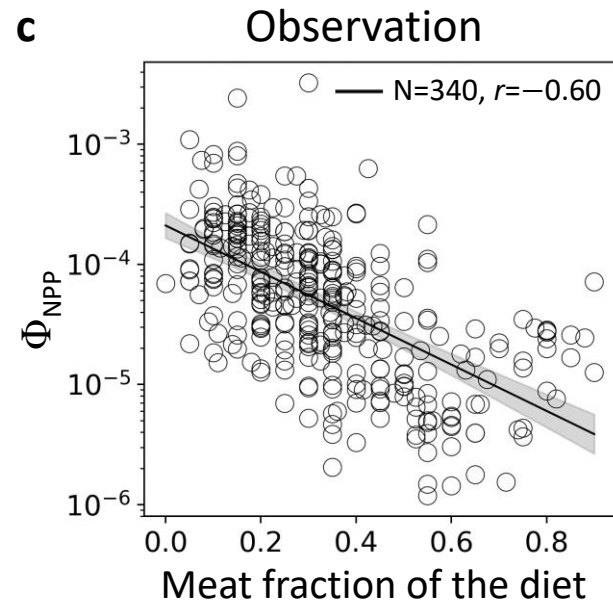 c
Observation
N=340, r=−0.60
10⁻³
10⁻⁴
10⁻⁵
10⁻⁶
Φ_NPP
0.0 0.2 0.4 0.6 0.8
Meat fraction of the diet